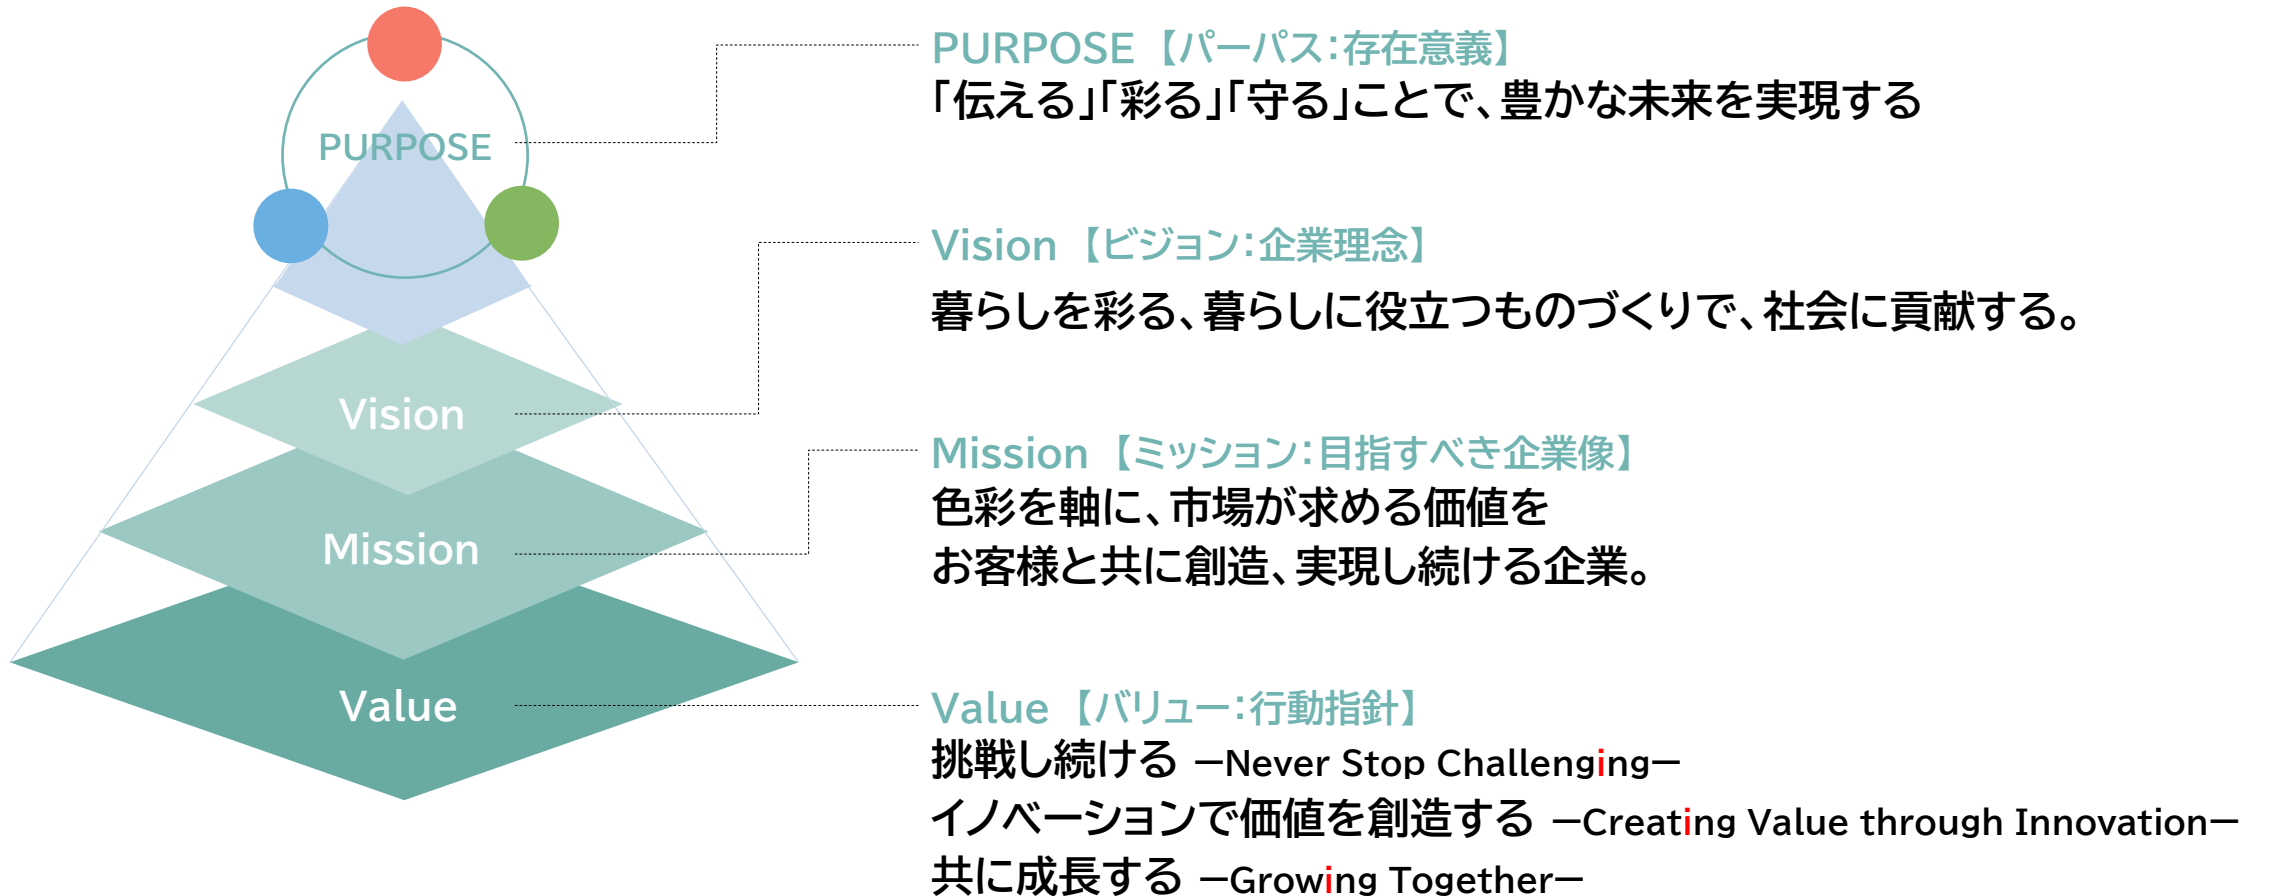 PURPOSE
Vision
Mission
Value
PURPOSE【パーパス：存在意義】
「伝える」「彩る」「守る」ことで、豊かな未来を実現する
Vision【ビジョン：企業理念】
暮らしを彩る、暮らしに役立つものづくりで、社会に貢献する。
Mission【ミッション：目指すべき企業像】
色彩を軸に、市場が求める価値を
お客様と共に創造、実現し続ける企業。
Value【バリュー：行動指針】
挑戦し続ける －Never Stop Challenging－
イノベーションで価値を創造する －Creating Value through Innovation－
共に成長する －Growing Together－